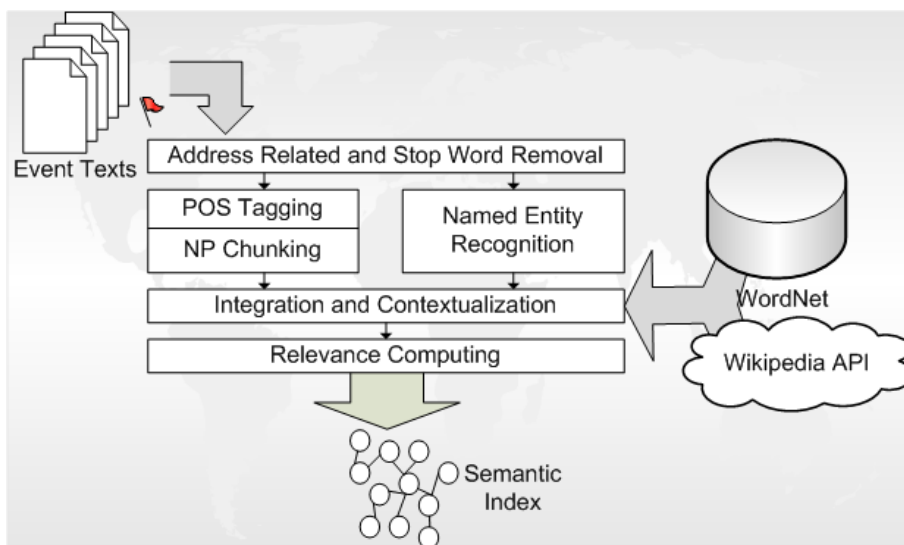 Event Texts
Address Related and Stop Word Removal
POS Tagging
NP Chunking
Named Entity
Recognition
Integration and Contextualization
WordNet
Relevance Computing
Wikipedia API
Semantic
Index